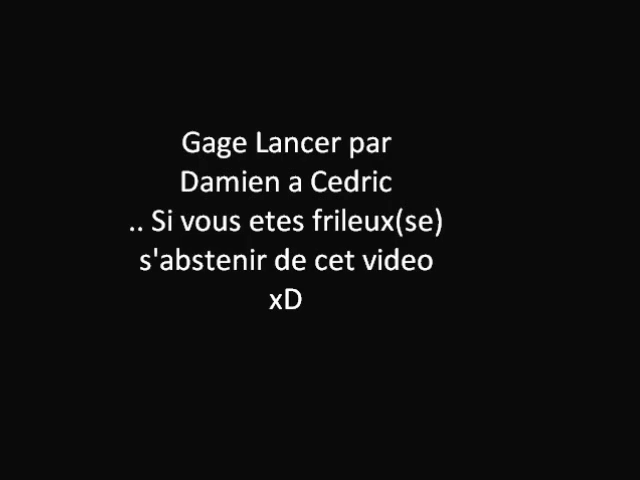 Gage Lancer par
Damien a Cedric
.. Si vous etes frileux(se)
s'abstenir de cet video
xD